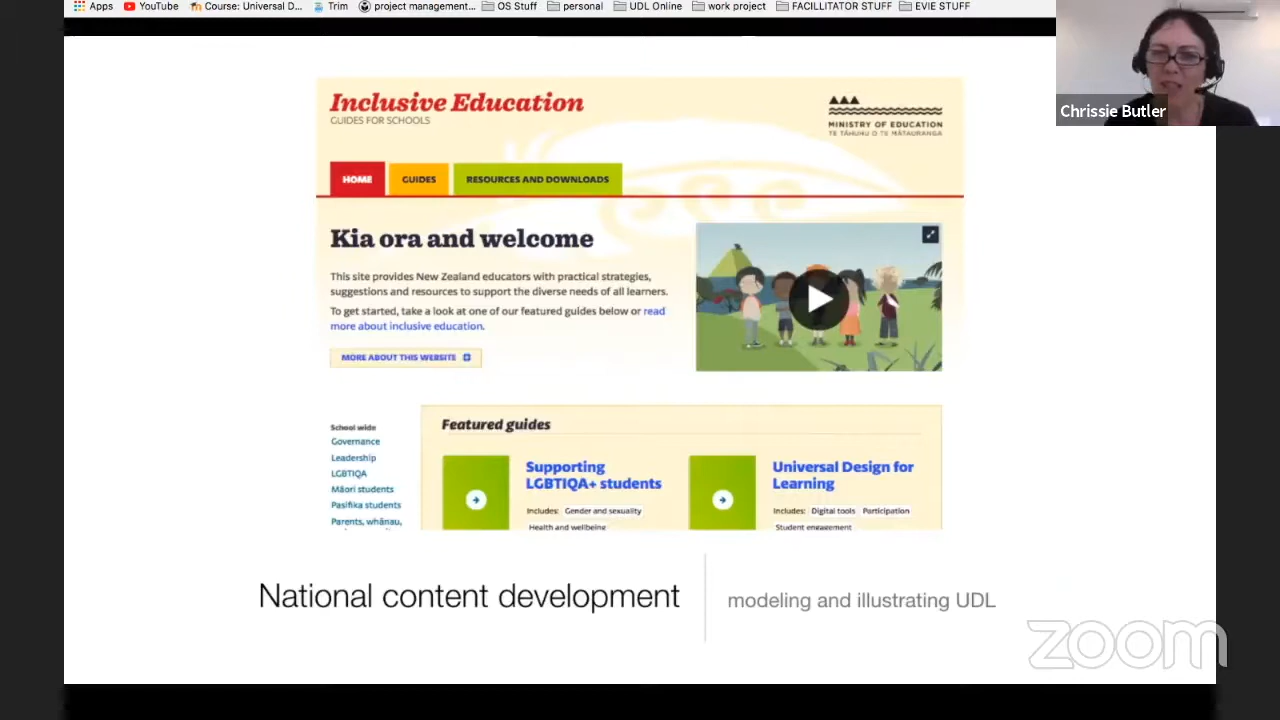 Apps YouTube Course: Universal D... Trim project management... OS Stuff personal UDL Online work project FACILLITATOR STUFF EVIE STUFF
Chrissie Butler
Inclusive Education
GUIDES FOR SCHOOLS
MINISTRY OF EDUCATION
TE TĀHUHU O TE MĀTAURANGA
HOME GUIDES RESOURCES AND DOWNLOADS
Kia ora and welcome
This site provides New Zealand educators with practical strategies,
suggestions and resources to support the diverse needs of all learners.
To get started, take a look at one of our featured guides below or read
more about inclusive education.
MORE ABOUT THIS WEBSITE
School wide
Governance
Leadership
LGBTIQA
Māori students
Pasifika students
Parents, whānau,
Featured guides
Supporting
LGBTIQA+ students
Includes: Gender and sexuality
Health and wellbeing
Universal Design for
Learning
Includes: Digital tools Participation
Student engagement
National content development
modeling and illustrating UDL
zoom